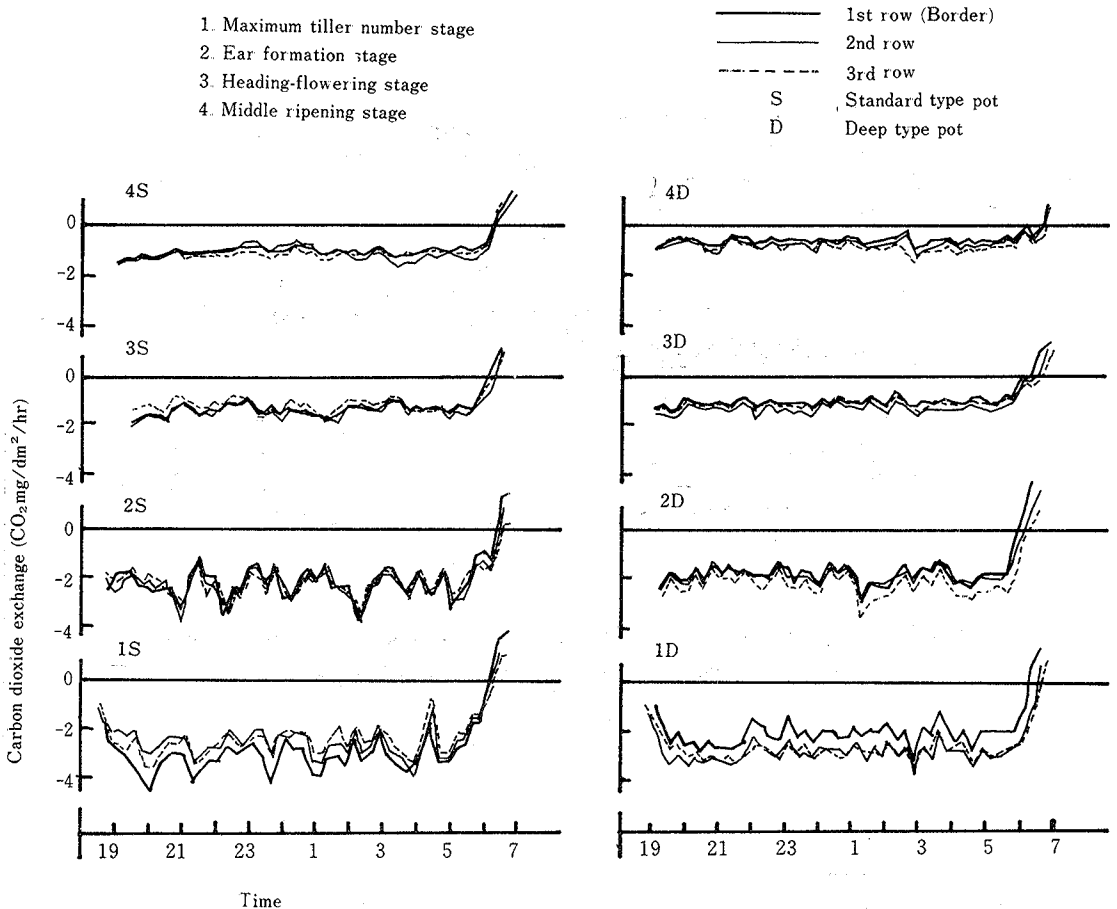 1. Maximum tiller number stage
2. Ear formation stage
3. Heading-flowering stage
4. Middle ripening stage
1st row (Border)
2nd row
3rd row
S Standard type pot
D Deep type pot
Carbon dioxide exchange (CO₂mg/dm²/hr)
4S
0
-2
-4
3S
0
-2
-4
2S
0
-2
-4
1S
0
-2
-4
19 21 23 1 3 5 7
4D
3D
2D
1D
19 21 23 1 3 5 7
Time